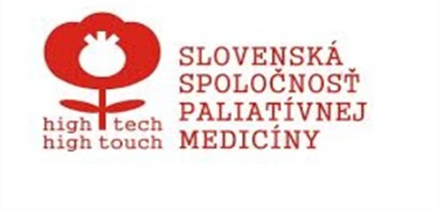 high tech
high touch
SLOVENSKÁ
SPOLOČNOSŤ
PALIATÍVNEJ
MEDICÍNY